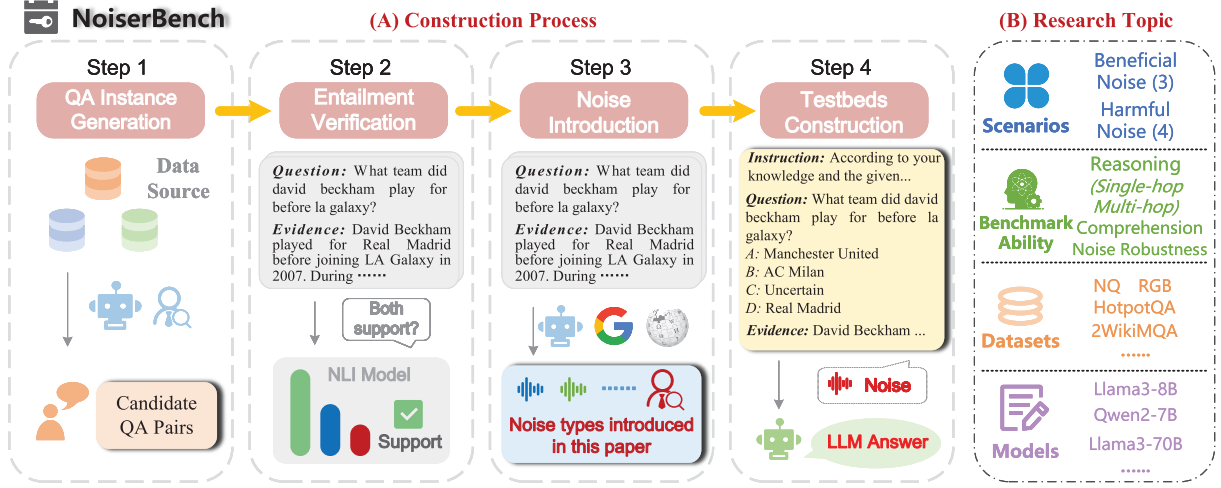 NoiserBench
(A) Construction Process
(B) Research Topic
Step 1
QA Instance
Generation
Data
Source
Candidate
QA Pairs
Step 2
Entailment
Verification
Question: What team did
david beckham play for
before la galaxy?
Evidence: David Beckham
played for Real Madrid
before joining LA Galaxy in
2007. During ······
Both
support?
NLI Model
Support
Step 3
Noise
Introduction
Question: What team did
david beckham play for
before la galaxy?
Evidence: David Beckham
played for Real Madrid
before joining LA Galaxy in
2007. During ······
······
Noise types introduced
in this paper
Step 4
Testbeds
Construction
Instruction: According to your
knowledge and the given...
Question: What team did david
beckham play for before la
galaxy?
A: Manchester United
B: AC Milan
C: Uncertain
D: Real Madrid
Evidence: David Beckham ...
Noise
LLM Answer
Scenarios
Beneficial
Noise (3)
Harmful
Noise (4)
Benchmark
Ability
Reasoning
(Single-hop
Multi-hop)
Comprehension
Noise Robustness
Datasets
NQ RGB
HotpotQA
2WikiMQA
······
Models
Llama3-8B
Qwen2-7B
Llama3-70B
······